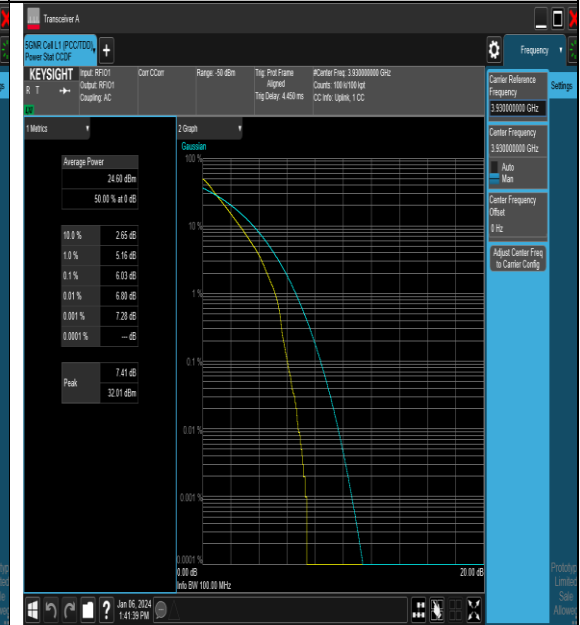 Transceiver A
5GNR Cell L1 (PCC/TDD),
Power Stat CCDF
+
Frequency
KEYSIGHT
R T
Input: RFIO1
Output: RFIO1
Coupling: AC
Corr CCorr
Range: -50 dBm
Trig: Prot Frame
Aligned
Trig Delay: 4.450 ms
#Center Freq: 3.930000000 GHz
Counts: 100 k/100 kpt
CC Info: Uplink, 1 CC
Carrier Reference
Frequency
3.930000000 GHz
Settings
Center Frequency
3.930000000 GHz
Auto
Man
Center Frequency
Offset
0 Hz
Adjust Center Freq
to Carrier Config
1 Metrics
Average Power
24.60 dBm
50.00 % at 0 dB
10.0 % 2.65 dB
1.0 % 5.16 dB
0.1 % 6.03 dB
0.01 % 6.80 dB
0.001 % 7.28 dB
0.0001 % --- dB
Peak
7.41 dB
32.01 dBm
2 Graph
Gaussian
100 %
10 %
1 %
0.1 %
0.01 %
0.001 %
0.0001 %
0.00 dB
20.00 dB
Info BW 100.00 MHz
?
Jan 06, 2024
1:41:39 PM